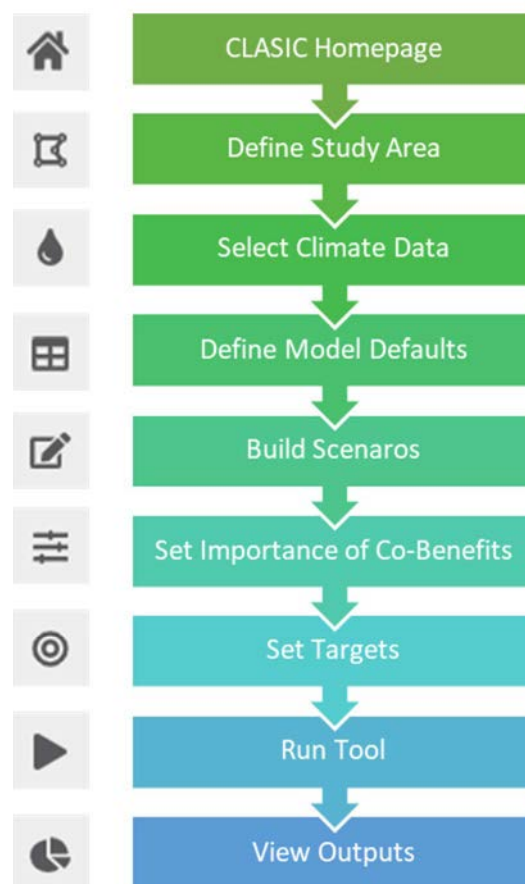 CLASIC Homepage
Define Study Area
Select Climate Data
Define Model Defaults
Build Scenaros
Set Importance of Co-Benefits
Set Targets
Run Tool
View Outputs